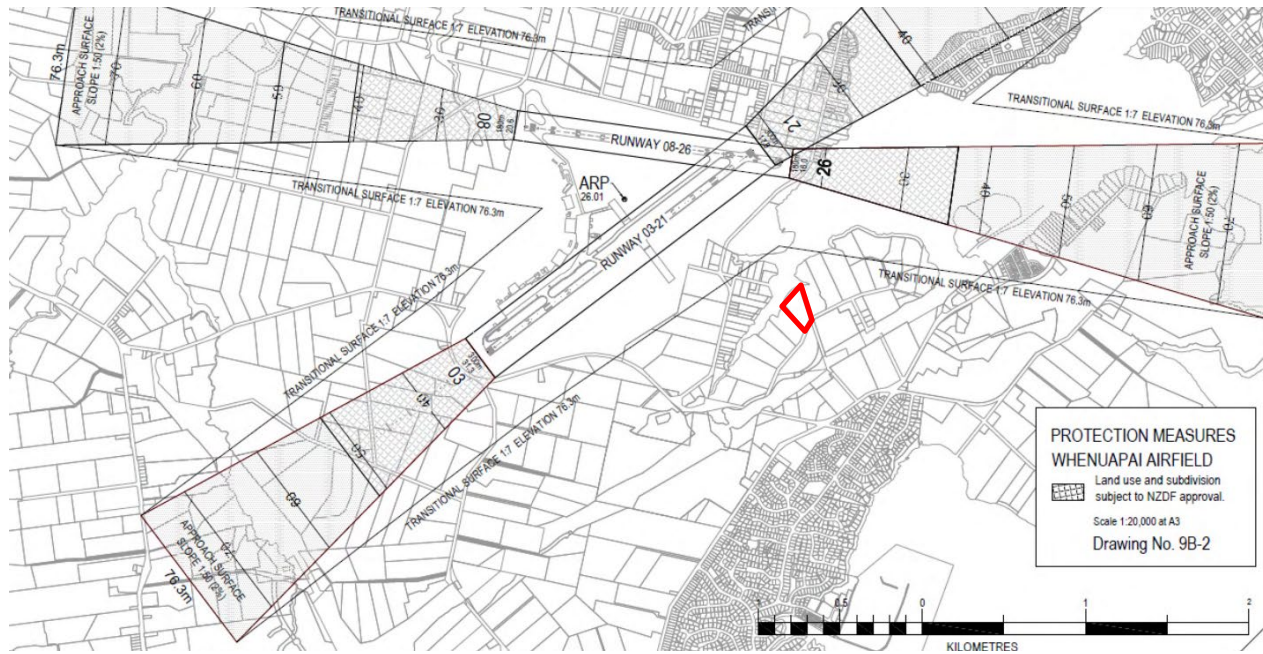 TRANSITIONAL SURFACE 1:7 ELEVATION 76.3m
76.3m
APPROACH SURFACE
SLOPE 1:50 (2%)
70
60
50
40
30
08
180m
20.6
RUNWAY 08-26
21
40
TRANSITIONAL SURFACE 1:7 ELEVATION 76.3m
180m
26
30
40
50
60
70
APPROACH SURFACE
SLOPE 1:50 (2%)
ARP
26.01
RUNWAY 03-21
TRANSITIONAL SURFACE 1:7 ELEVATION 76.3m
TRANSITIONAL SURFACE 1:7 ELEVATION 76.3m
TRANSITIONAL SURFACE 1:7 ELEVATION 76.3m
03
40
50
60
70
APPROACH SURFACE
SLOPE 1:50 (2%)
76.3m
TRANSITIONAL SURFACE 1:7 ELEVATION 76.3m
PROTECTION MEASURES
WHENUAPAI AIRFIELD
Land use and subdivision
subject to NZDF approval.
Scale 1:20,000 at A3
Drawing No. 9B-2
0.5 0 1 2
KILOMETRES